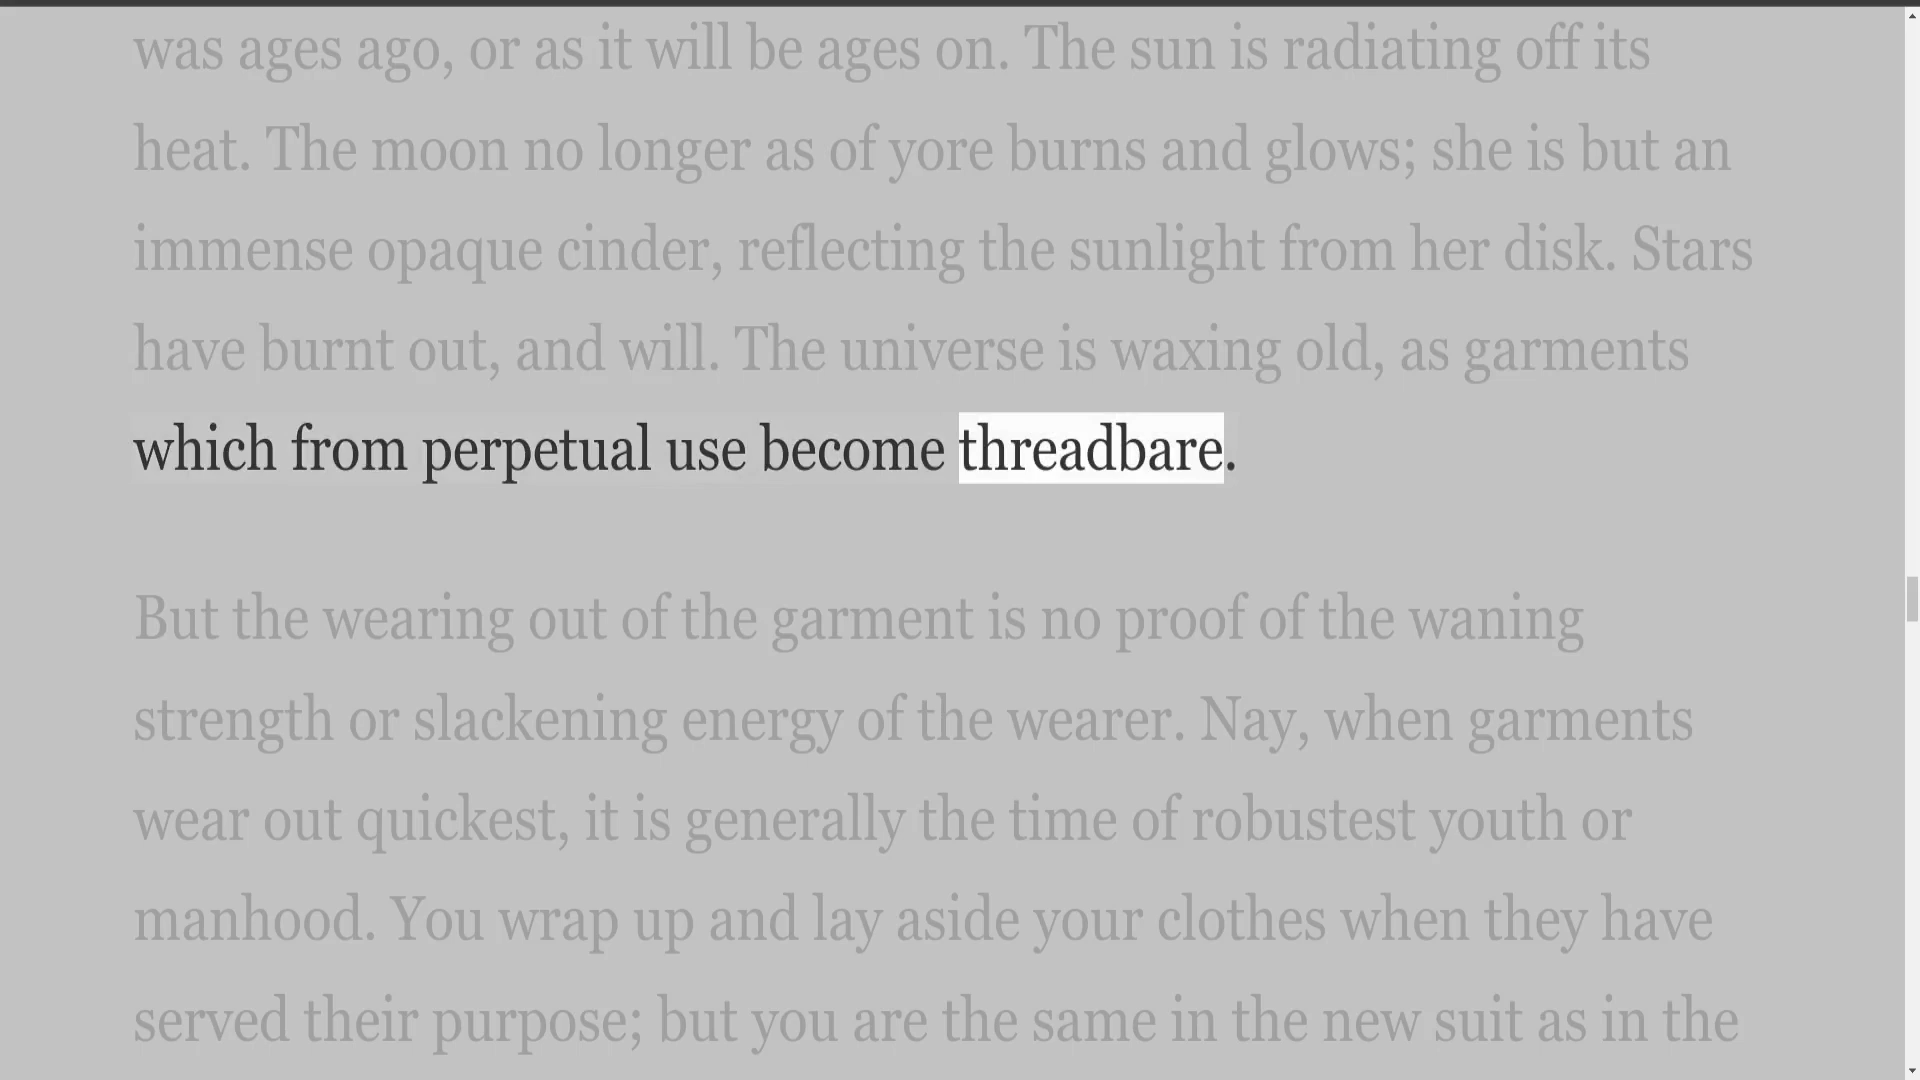 was ages ago, or as it will be ages on. The sun is radiating off its
heat. The moon no longer as of yore burns and glows; she is but an
immense opaque cinder, reflecting the sunlight from her disk. Stars
have burnt out, and will. The universe is waxing old, as garments
which from perpetual use become threadbare.
But the wearing out of the garment is no proof of the waning
strength or slackening energy of the wearer. Nay, when garments
wear out quickest, it is generally the time of robustest youth or
manhood. You wrap up and lay aside your clothes when they have
served their purpose; but you are the same in the new suit as in the